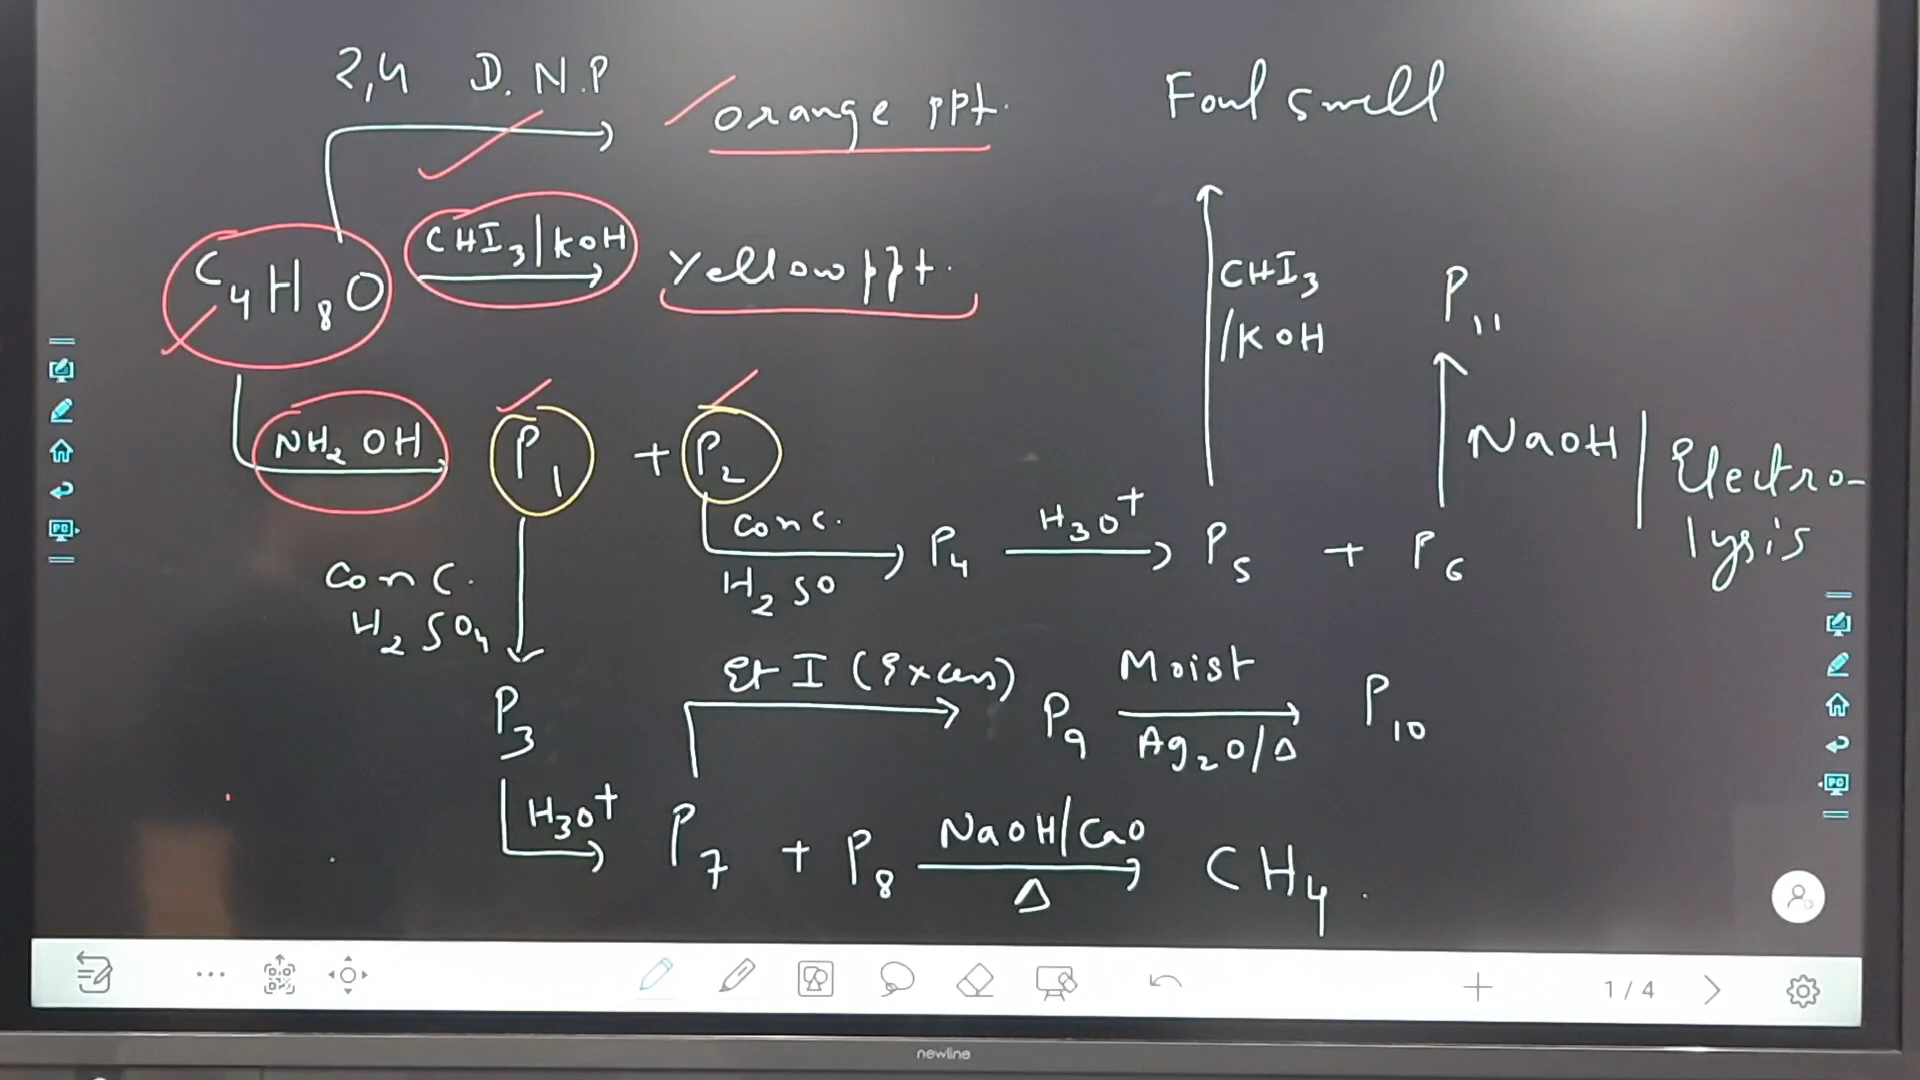 2,4 D.N.P
orange ppt.
Foul smell
C4H8O
CHI3/KOH
Yellow ppt.
CHI3
/KOH
P11
NaOH / Electro-
lysis
NH2OH
P1 + P2
Conc.
H2SO4
Conc.
H2SO
P4
H3O+
P5 + P6
P3
Et I (Excess)
P9
Moist
Ag2O/Δ
P10
H3O+
P7 + P8
NaOH/CaO
Δ
CH4.
1 / 4
newline